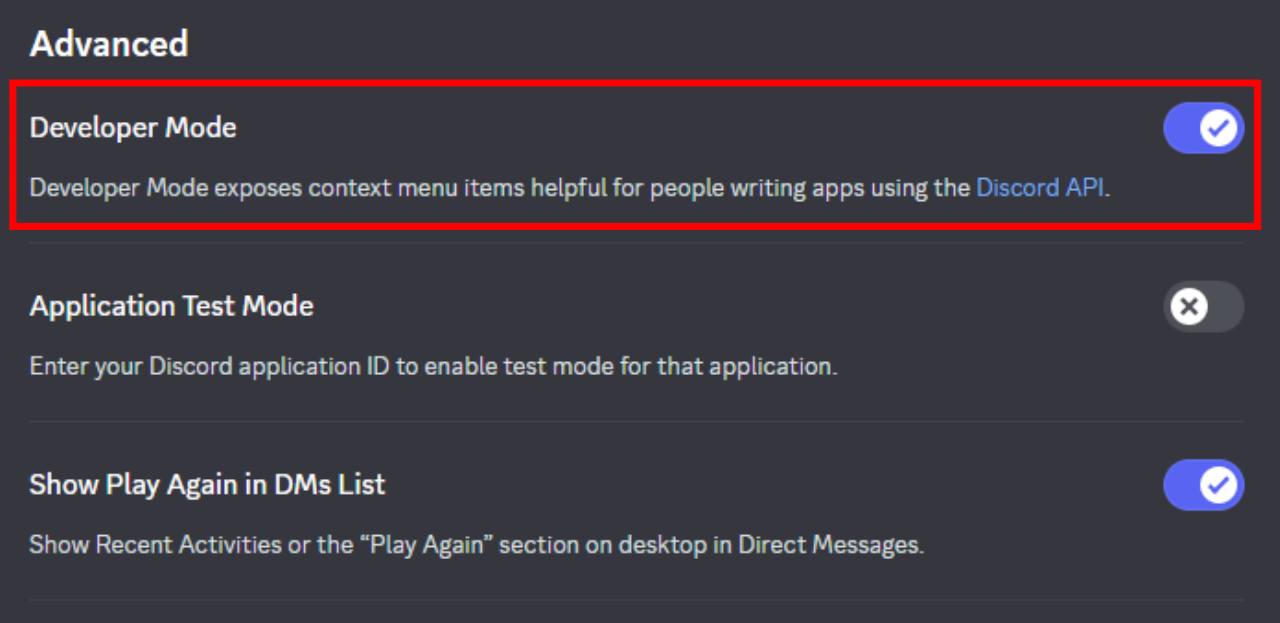 Advanced
Developer Mode
Developer Mode exposes context menu items helpful for people writing apps using the Discord API.
Application Test Mode
Enter your Discord application ID to enable test mode for that application.
Show Play Again in DMs List
Show Recent Activities or the “Play Again” section on desktop in Direct Messages.